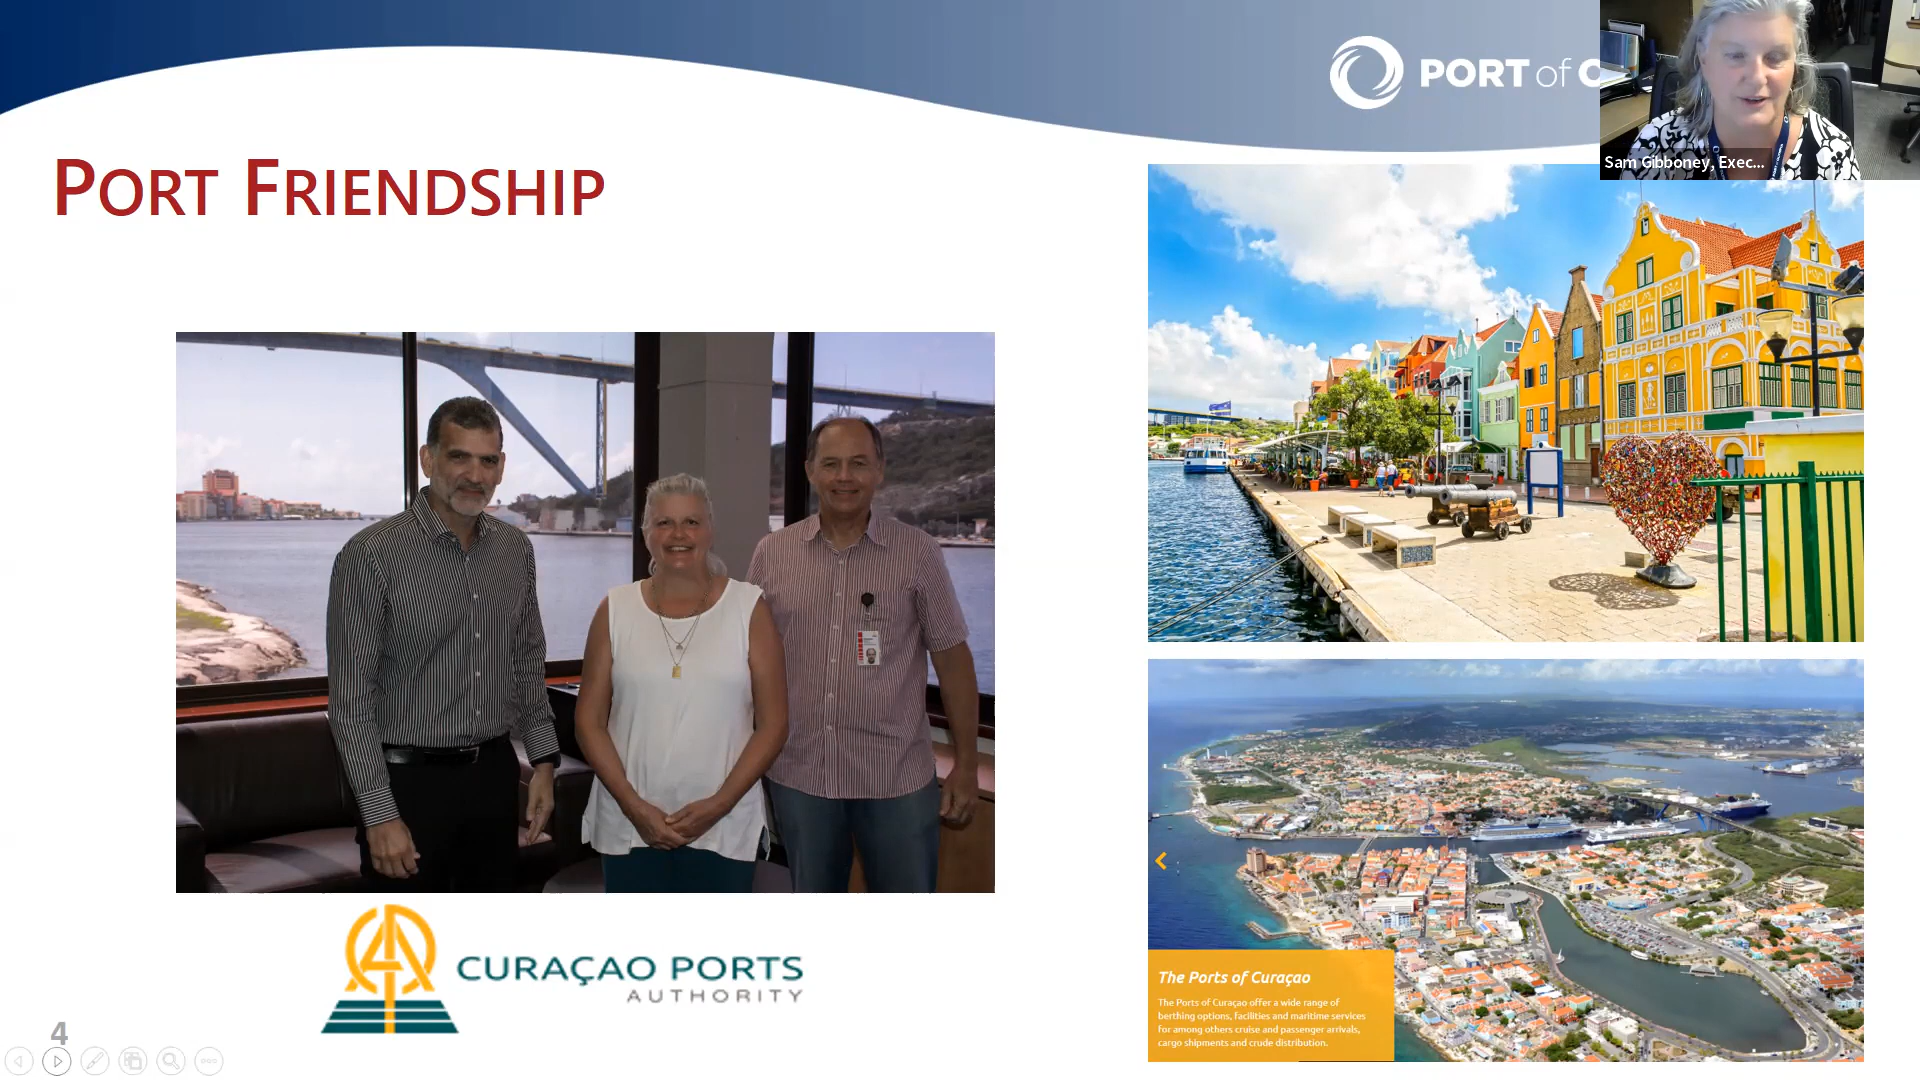 PORT of C
Sam Gibboney, Exec...
PORT FRIENDSHIP
CURAÇAO PORTS
AUTHORITY
The Ports of Curaçao
The Ports of Curaçao offer a wide range of
berthing options, facilities and maritime services
for among others cruise and passenger arrivals,
cargo shipments and crude distribution.
4